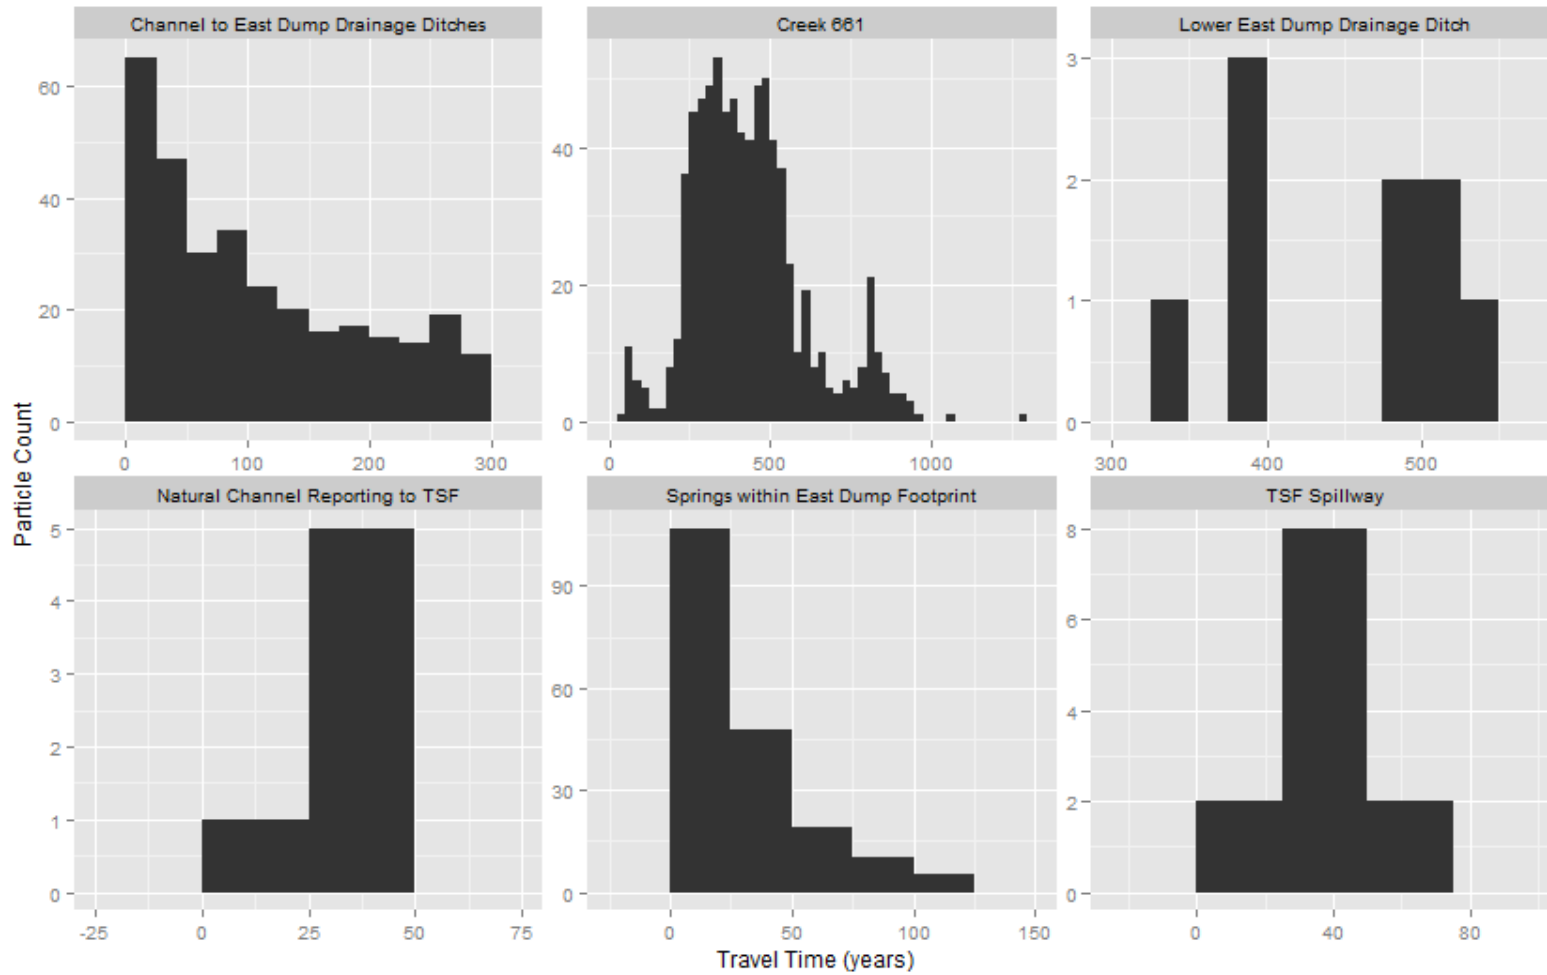 Channel to East Dump Drainage Ditches
Creek 661
Lower East Dump Drainage Ditch
60
40
20
0
0 100 200 300
40
20
0
0 500 1000
3
2
1
0
300 400 500
Particle Count
Natural Channel Reporting to TSF
Springs within East Dump Footprint
TSF Spillway
5
4
3
2
1
0
-25 0 25 50 75
90
60
30
0
0 50 100 150
8
6
4
2
0
0 40 80
Travel Time (years)